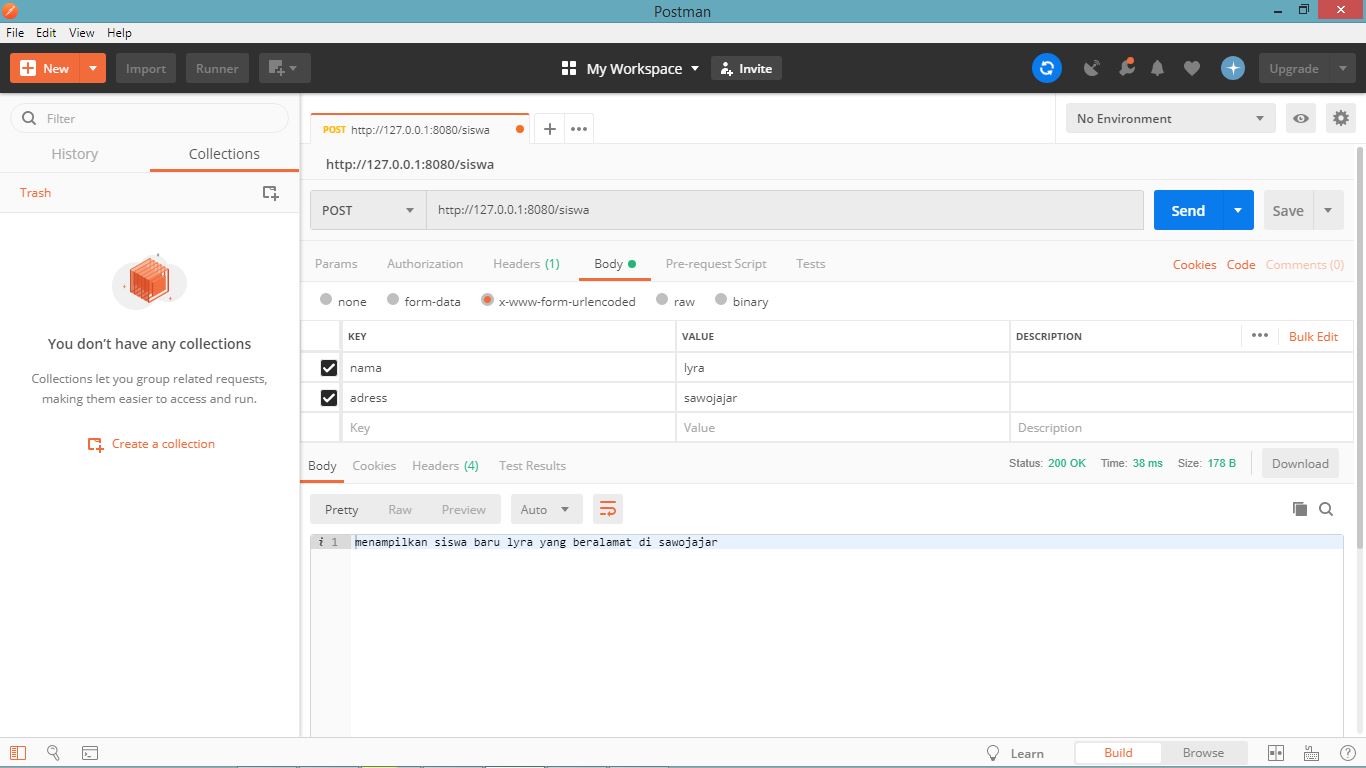 Postman
File Edit View Help
New Import Runner My Workspace Invite Upgrade
Filter
History Collections
Trash
You don't have any collections
Collections let you group related requests,
making them easier to access and run.
Create a collection
POST http://127.0.0.1:8080/siswa
No Environment
http://127.0.0.1:8080/siswa
POST http://127.0.0.1:8080/siswa Send Save
Params Authorization Headers (1) Body Pre-request Script Tests Cookies Code Comments (0)
none form-data x-www-form-urlencoded raw binary
KEY VALUE DESCRIPTION Bulk Edit
nama lyra
adress sawojajar
Key Value Description
Body Cookies Headers (4) Test Results Status: 200 OK Time: 38 ms Size: 178 B Download
Pretty Raw Preview Auto
i 1 menampilkan siswa baru lyra yang beralamat di sawojajar
Learn Build Browse